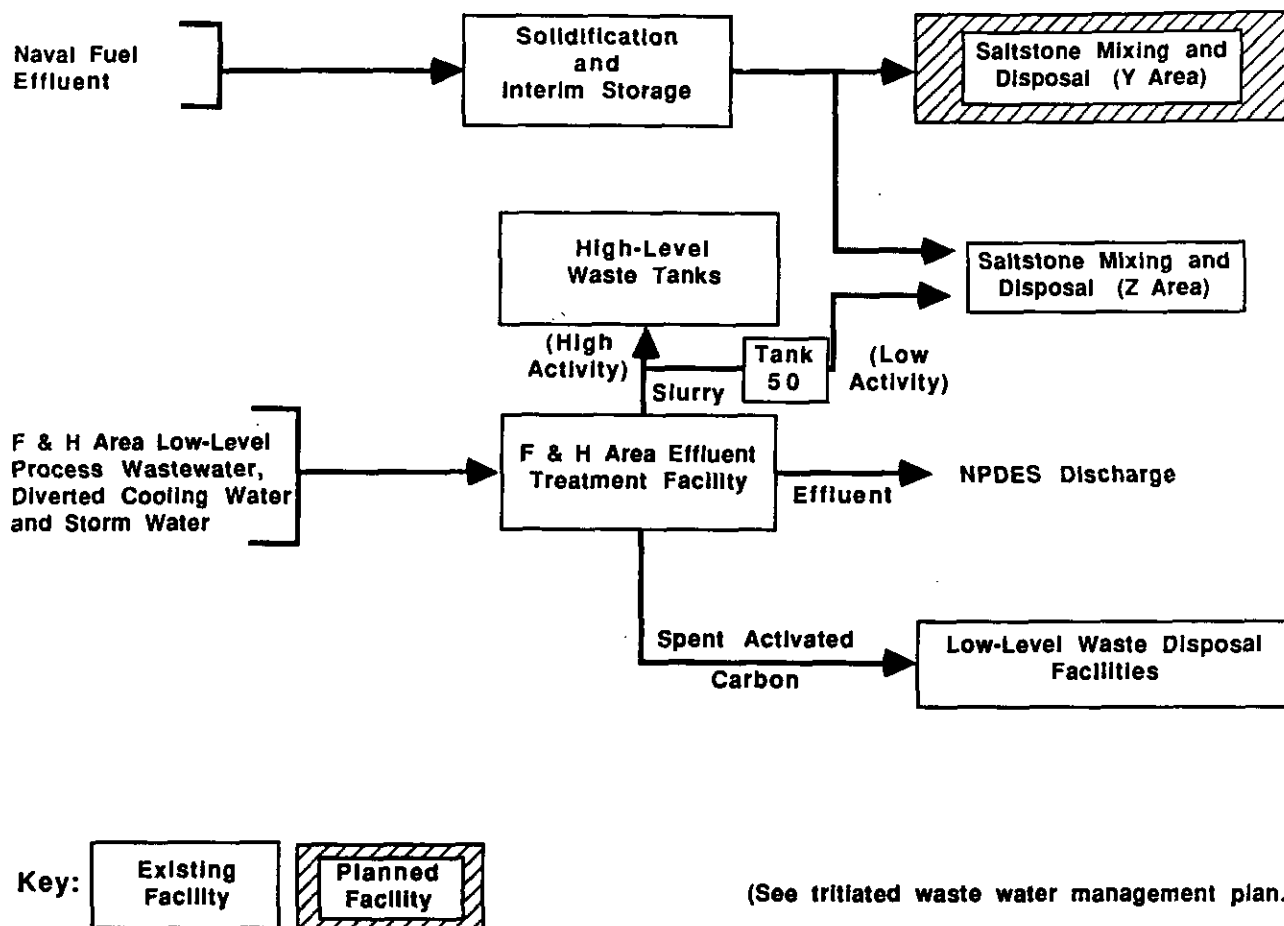 Naval Fuel
Effluent
Solidification
and
Interim Storage
Saltstone Mixing and
Disposal (Y Area)
High-Level
Waste Tanks
Saltstone Mixing and
Disposal (Z Area)
(High
Activity)
Slurry
Tank
50
(Low
Activity)
F & H Area Low-Level
Process Wastewater,
Diverted Cooling Water
and Storm Water
F & H Area Effluent
Treatment Facility
Effluent
NPDES Discharge
Spent Activated
Carbon
Low-Level Waste Disposal
Facilities
Key:
Existing
Facility
Planned
Facility
(See tritiated waste water management plan.